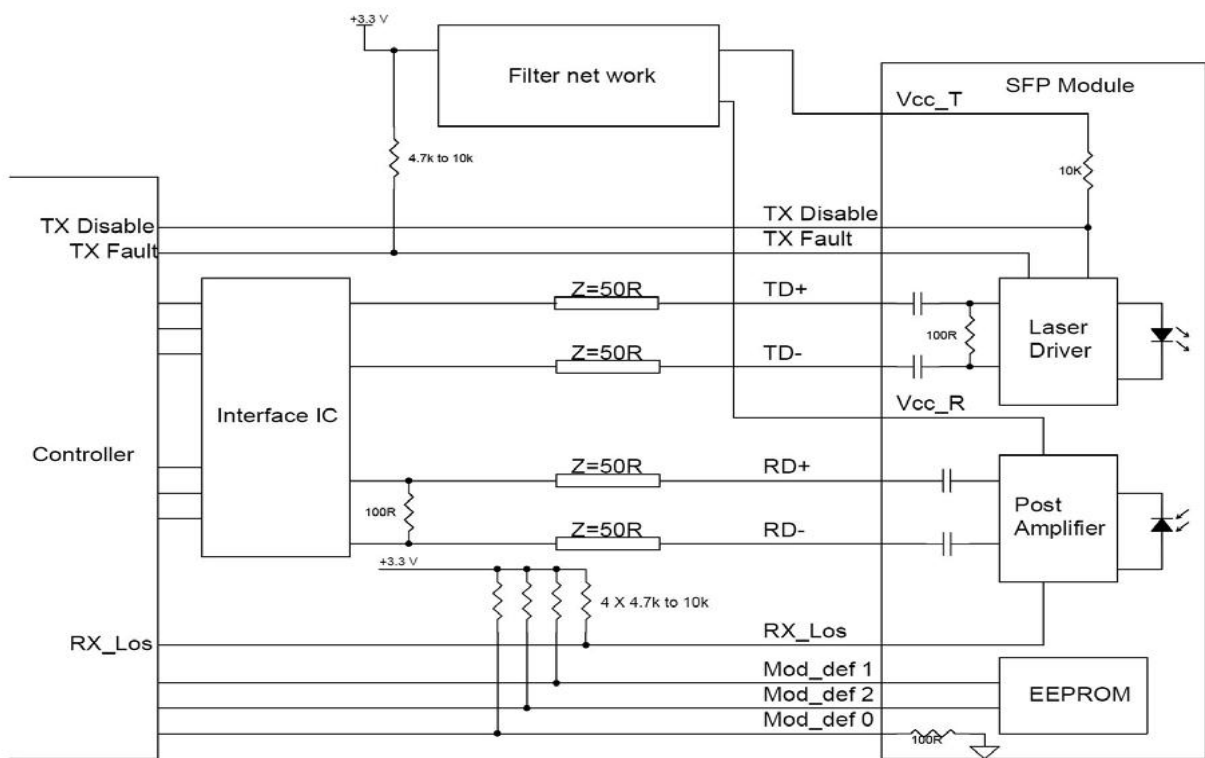 +3.3 V
Filter net work
SFP Module
Vcc_T
4.7k to 10k
10K
TX Disable
TX Disable
TX Fault
TX Fault
Z=50R
TD+
Laser
Driver
100R
Z=50R
TD-
Interface IC
Vcc_R
Controller
Z=50R
RD+
100R
Post
Amplifier
Z=50R
RD-
+3.3 V
4 X 4.7k to 10k
RX_Los
RX_Los
Mod_def 1
EEPROM
Mod_def 2
Mod_def 0
100R